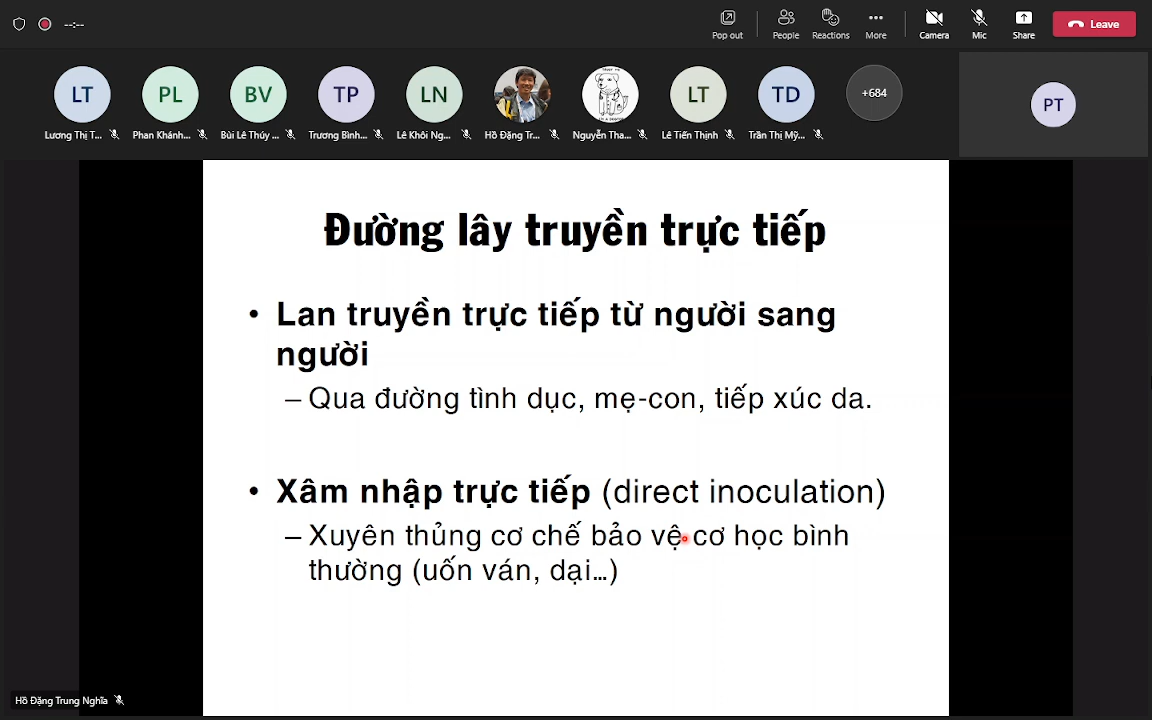 --:--
Pop out
People
Reactions
More
Camera
Mic
Share
Leave
LT
PL
BV
TP
LN
LT
TD
+684
PT
Lương Thị T...
Phan Khánh...
Bùi Lê Thúy ...
Trương Bình...
Lê Khôi Ng...
Hồ Đặng Tr...
Nguyễn Tha...
Lê Tiến Thịnh
Trần Thị Mỹ...
Đường lây truyền trực tiếp
• Lan truyền trực tiếp từ người sang
người
– Qua đường tình dục, mẹ-con, tiếp xúc da.
• Xâm nhập trực tiếp (direct inoculation)
– Xuyên thủng cơ chế bảo vệ cơ học bình
thường (uốn ván, dại…)
Hồ Đặng Trung Nghĩa